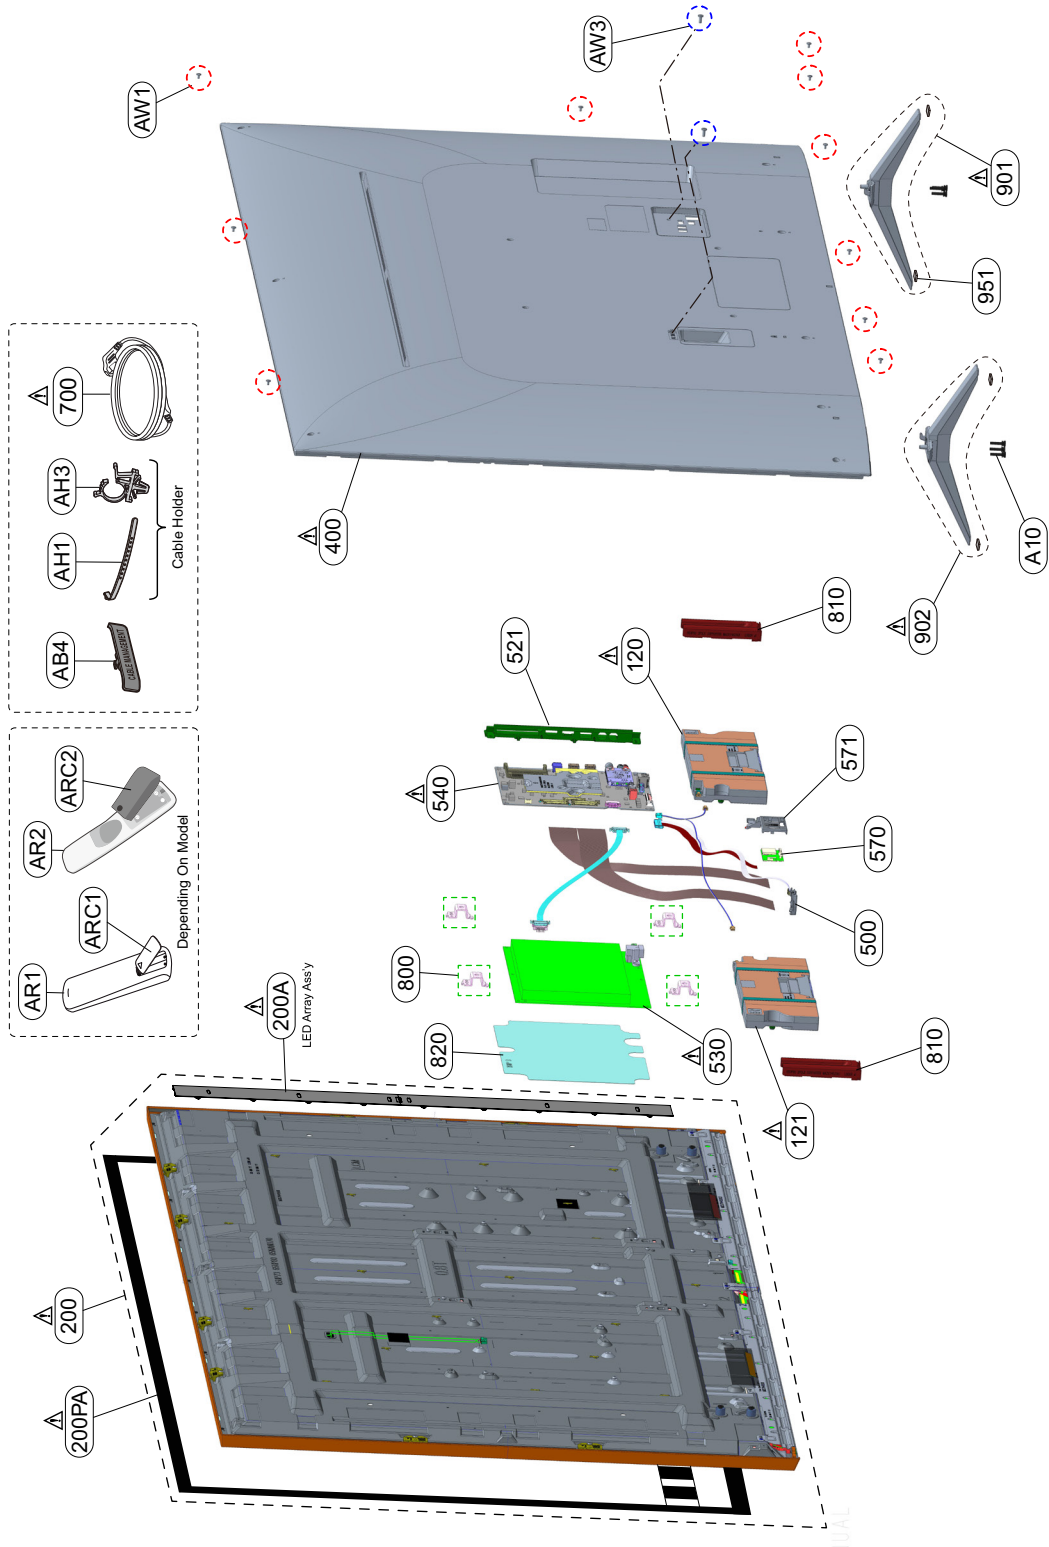 AR1
ARC1
AR2
ARC2
Depending On Model
AB4
CABLE MANAGEMENT
AH1
AH3
Cable Holder
⚠
700
AW1
AW3
⚠
400
⚠
200PA
⚠
200
⚠
200A
LED Array Ass'y
820
800
⚠
530
⚠
540
521
⚠
120
810
⚠
121
810
500
570
571
⚠
902
⚠
901
951
A10